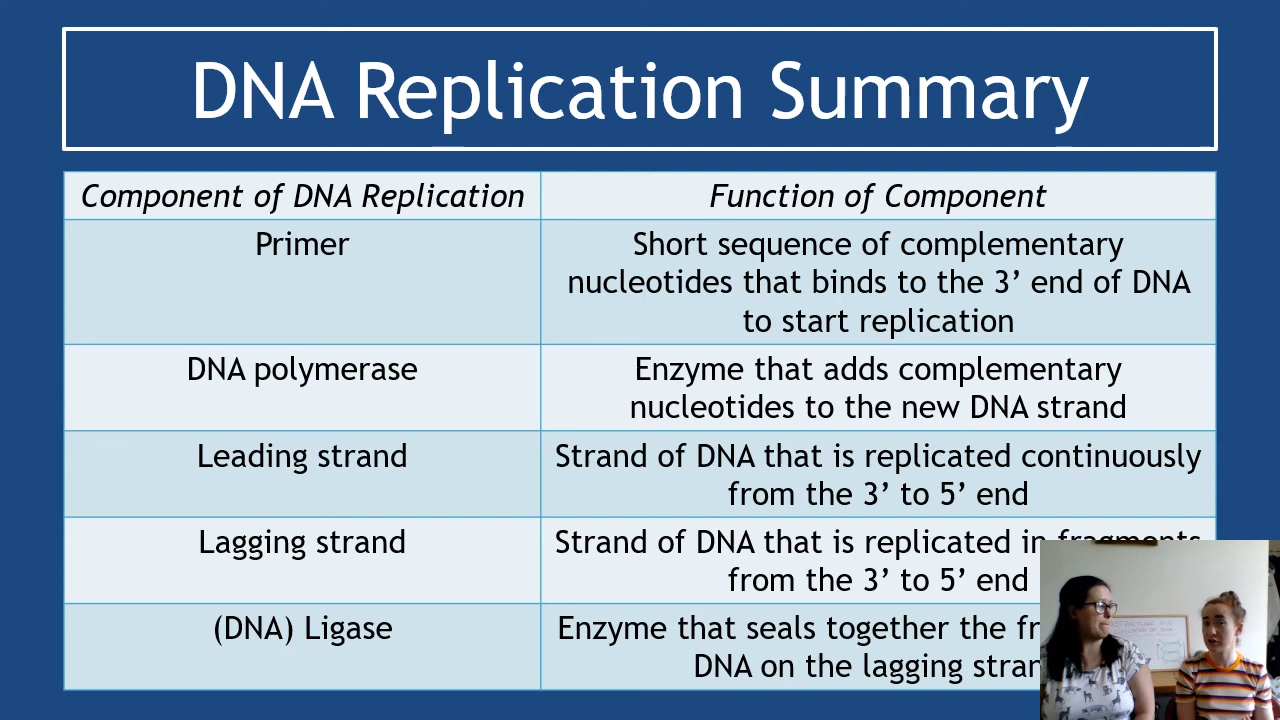 DNA Replication Summary
Component of DNA Replication
Function of Component
Primer
Short sequence of complementary
nucleotides that binds to the 3’ end of DNA
to start replication
DNA polymerase
Enzyme that adds complementary
nucleotides to the new DNA strand
Leading strand
Strand of DNA that is replicated continuously
from the 3’ to 5’ end
Lagging strand
Strand of DNA that is replicated in fragments
from the 3’ to 5’ end
(DNA) Ligase
Enzyme that seals together the
DNA on the lagging